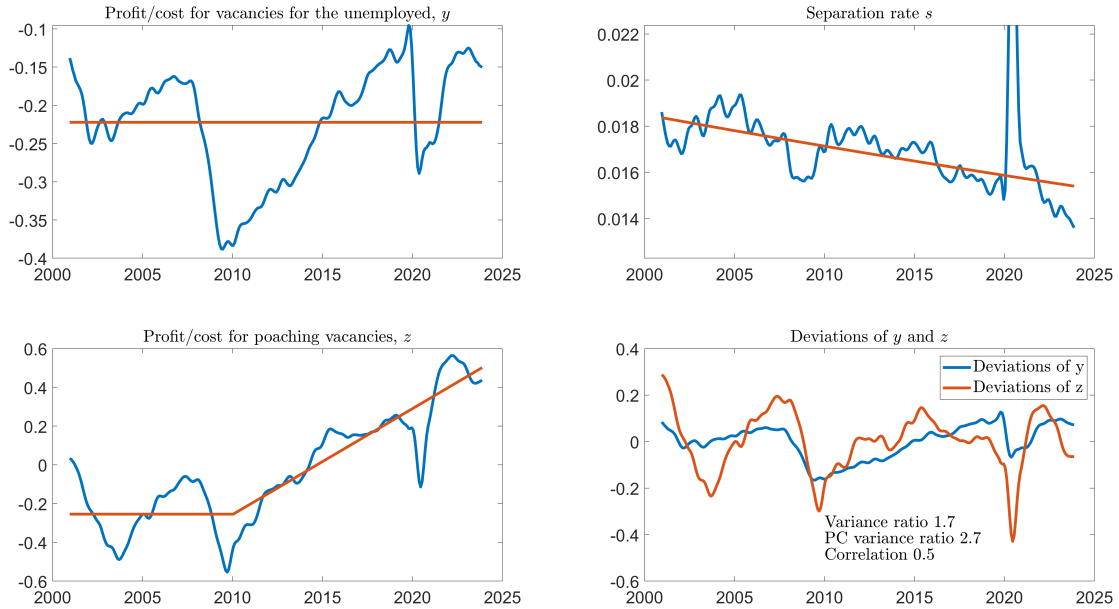 Profit/cost for vacancies for the unemployed, y
-0.1
-0.15
-0.2
-0.25
-0.3
-0.35
-0.4
2000 2005 2010 2015 2020 2025
Separation rate s
0.022
0.02
0.018
0.016
0.014
2000 2005 2010 2015 2020 2025
Profit/cost for poaching vacancies, z
0.6
0.4
0.2
0
-0.2
-0.4
-0.6
2000 2005 2010 2015 2020 2025
Deviations of y and z
0.4
0.2
0
-0.2
-0.4
-0.6
Deviations of y
Deviations of z
Variance ratio 1.7
PC variance ratio 2.7
Correlation 0.5
2000 2005 2010 2015 2020 2025